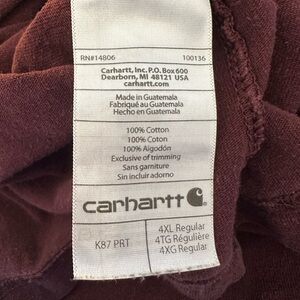 RN#14806 100136
Carhartt, Inc. P.O. Box 600
Dearborn, MI 48121 USA
carhartt.com
Made in Guatemala
Fabriqué au Guatemala
Hecho en Guatemala
100% Cotton
100% Coton
100% Algodón
Exclusive of trimming
Sans garniture
Sin incluir adorno
carhartt
K87 PRT
4XL Regular
4TG Régulière
4XG Regular